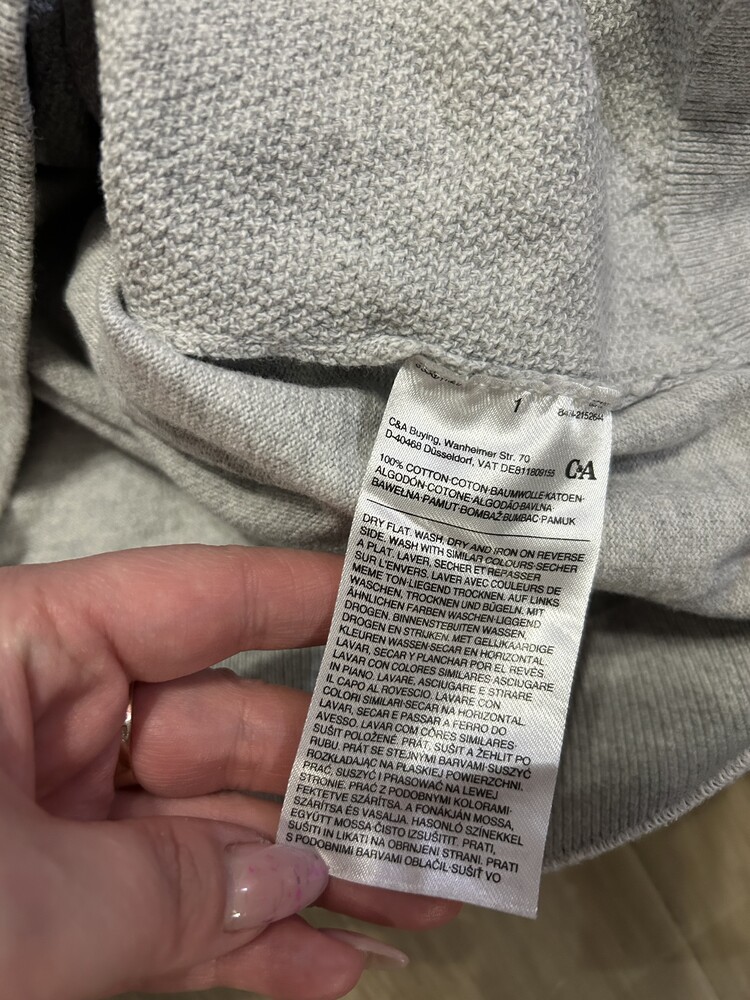 1
C&A Buying, Wanheimer Str. 70
D-40468 Düsseldorf, VAT DE811809155
C&A
100% COTTON·COTON·BAUMWOLLE·KATOEN·
ALGODÓN·COTONE·ALGODÃO·BAVLNA·
BAWEŁNA·PAMUT·BOMBAŽ·BUMBAC·PAMUK
DRY FLAT. WASH, DRY AND IRON ON REVERSE
SIDE. WASH WITH SIMILAR COLOURS·SECHER
A PLAT. LAVER, SECHER ET REPASSER
SUR L'ENVERS. LAVER AVEC COULEURS DE
MEME TON·LIEGEND TROCKNEN. AUF LINKS
WASCHEN, TROCKNEN UND BÜGELN. MIT
ÄHNLICHEN FARBEN WASCHEN·LIGGEND
DROGEN. BINNENSTEBUITEN WASSEN,
DROGEN EN STRIJKEN. MET GELIJKAARDIGE
KLEUREN WASSEN·SECAR EN HORIZONTAL.
LAVAR, SECAR Y PLANCHAR POR EL REVÉS.
LAVAR CON COLORES SIMILARES·ASCIUGARE
IN PIANO. LAVARE, ASCIUGARE E STIRARE
IL CAPO AL ROVESCIO. LAVARE CON
COLORI SIMILARI·SECAR NA HORIZONTAL.
LAVAR, SECAR E PASSAR A FERRO DO
AVESSO. LAVAR COM CÔRES SIMILARES·
SUŠIT POLOŽENÉ. PRÁT, SUŠIT A ŽEHLIT PO
RUBU. PRÁT SE STEJNÝMI BARVAMI·SUSZYĆ
ROZKŁADAJĄC NA PŁASKIEJ POWIERZCHNI.
PRAĆ, SUSZYĆ I PRASOWAĆ NA LEWEJ
STRONIE. PRAĆ Z PODOBNYMI KOLORAMI·
FEKTETVE SZÁRÍTSA. A FONÁKJÁN MOSSA,
SZÁRÍTSA ÉS VASALJA. HASONLÓ SZÍNEKKEL
EGYÜTT MOSSA·ČISTO IZSUŠITIT. PRATI,
SUŠITI IN LIKATI NA OBRNJENI STRANI. PRATI
S PODOBNIMI BARVAMI OBLAČIL·SUŠIŤ VO